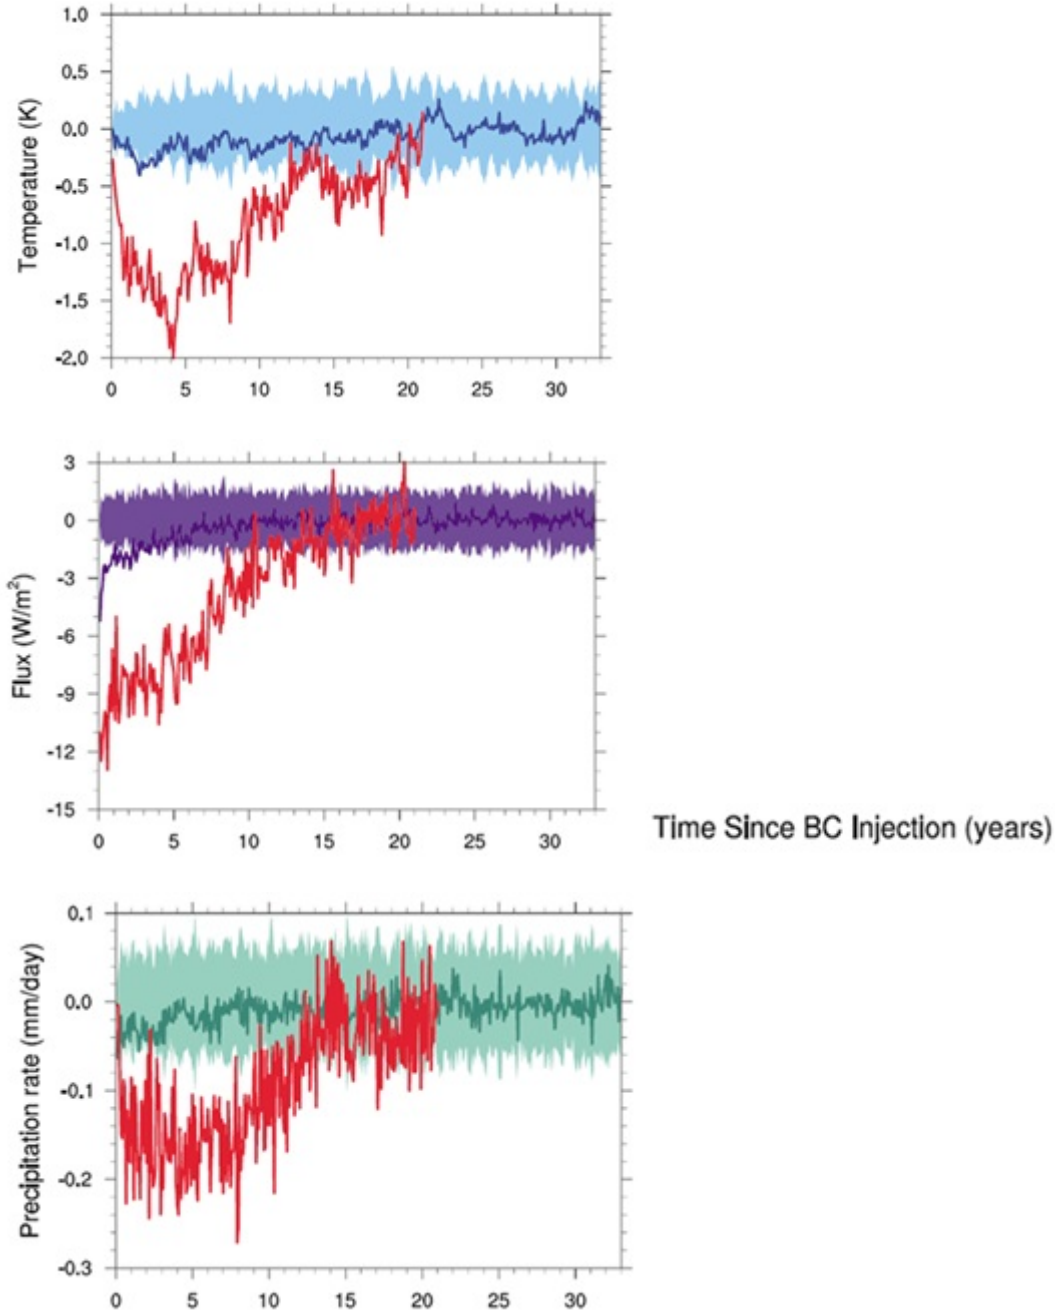 1.0
0.5
0.0
-0.5
-1.0
-1.5
-2.0
Temperature (K)
0 5 10 15 20 25 30
3
0
-3
-6
-9
-12
-15
Flux (W/m²)
0 5 10 15 20 25 30
Time Since BC Injection (years)
0.1
0.0
-0.1
-0.2
-0.3
Precipitation rate (mm/day)
0 5 10 15 20 25 30